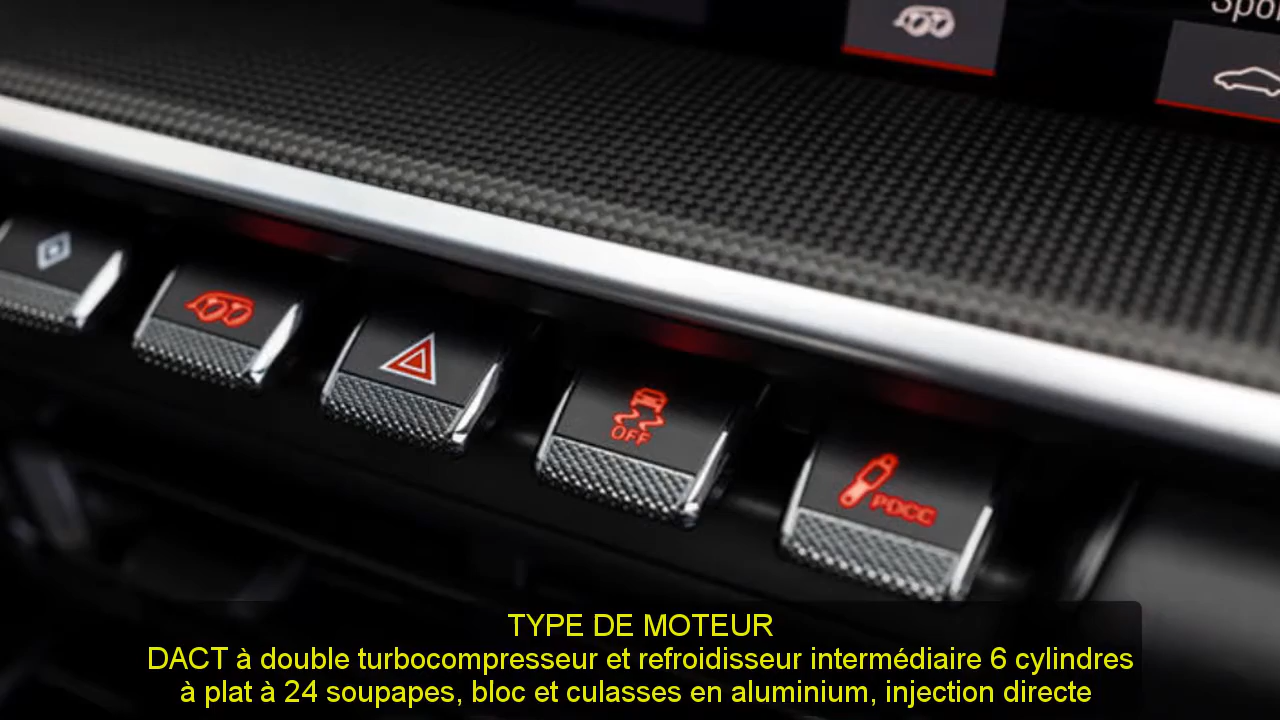 OFF
PDCC
TYPE DE MOTEUR
DACT à double turbocompresseur et refroidisseur intermédiaire 6 cylindres
à plat à 24 soupapes, bloc et culasses en aluminium, injection directe